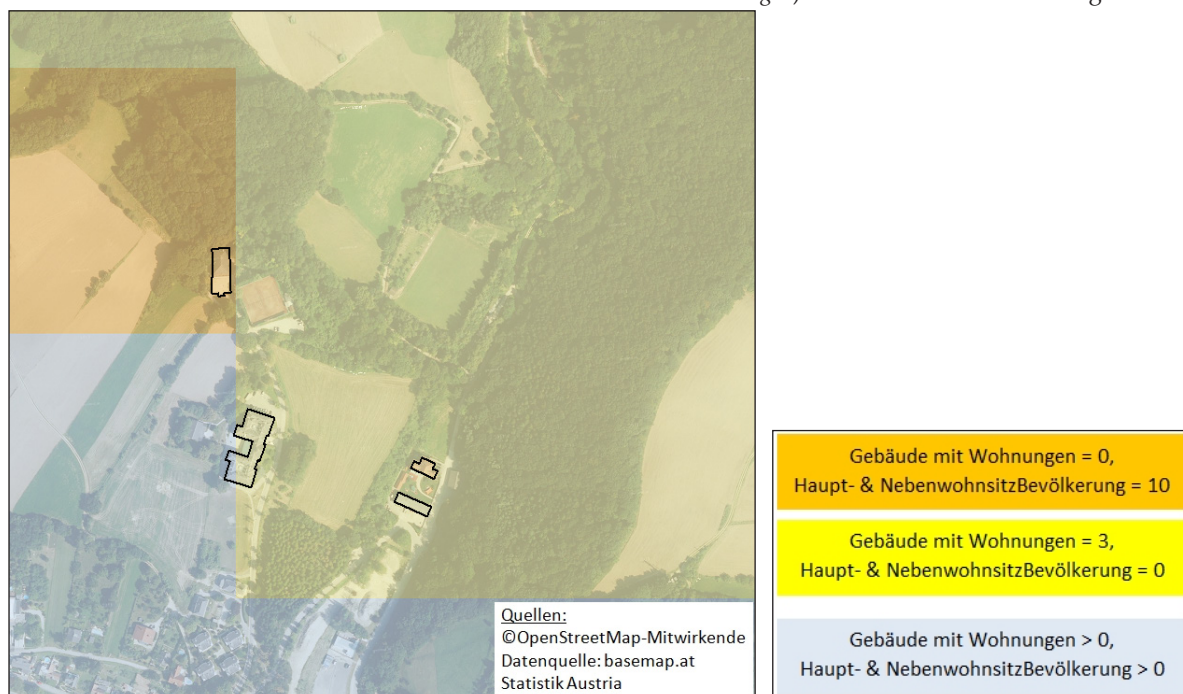 Quellen:
©OpenStreetMap-Mitwirkende
Datenquelle: basemap.at
Statistik Austria
Gebäude mit Wohnungen = 0,
Haupt- & NebenwohnsitzBevölkerung = 10
Gebäude mit Wohnungen = 3,
Haupt- & NebenwohnsitzBevölkerung = 0
Gebäude mit Wohnungen > 0,
Haupt- & NebenwohnsitzBevölkerung > 0